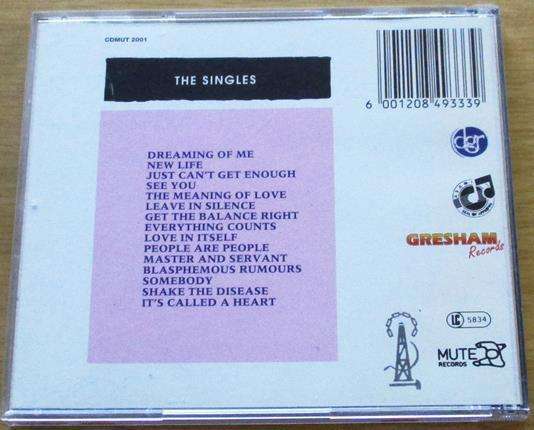 CDMUT 2001
THE SINGLES
6 001208 493339
DREAMING OF ME
NEW LIFE
JUST CAN'T GET ENOUGH
SEE YOU
THE MEANING OF LOVE
LEAVE IN SILENCE
GET THE BALANCE RIGHT
EVERYTHING COUNTS
LOVE IN ITSELF
PEOPLE ARE PEOPLE
MASTER AND SERVANT
BLASPHEMOUS RUMOURS
SOMEBODY
SHAKE THE DISEASE
IT'S CALLED A HEART
dgr
GRESHAM
Records
LC 5834
MUTE
RECORDS